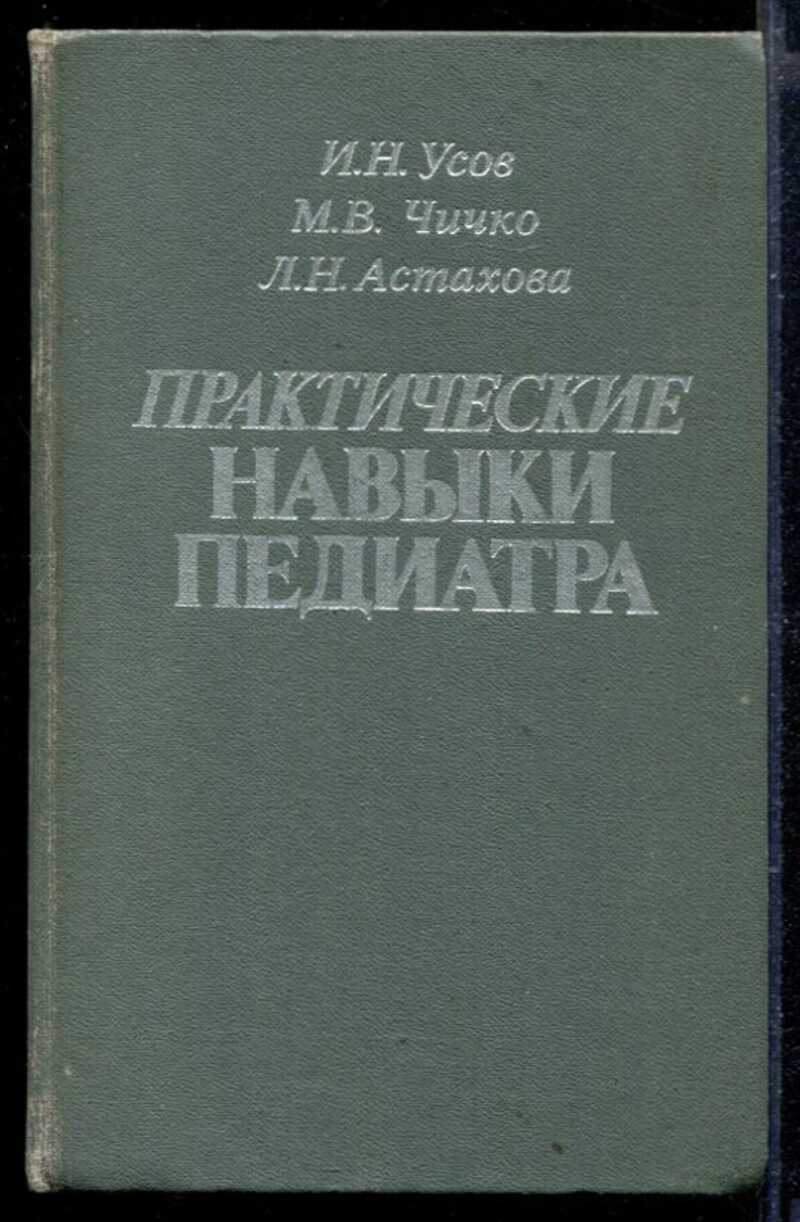 И.Н. Усов
М.В. Чичко
Л.Н. Астахова
ПРАКТИЧЕСКИЕ
НАВЫКИ
ПЕДИАТРА